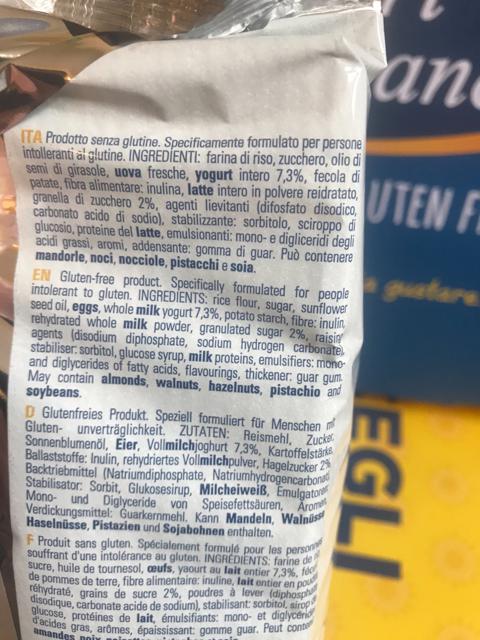 ITA Prodotto senza glutine. Specificamente formulato per persone
intolleranti al glutine. INGREDIENTI: farina di riso, zucchero, olio di
semi di girasole, uova fresche, yogurt intero 7,3%, fecola di
patate, fibra alimentare: inulina, latte intero in polvere reidratato,
granella di zucchero 2%, agenti lievitanti (difosfato disodico,
carbonato acido di sodio), stabilizzante: sorbitolo, sciroppo di
glucosio, proteine del latte, emulsionanti: mono- e digliceridi degli
acidi grassi, aromi, addensante: gomma di guar. Può contenere
mandorle, noci, nocciole, pistacchi e soia.
EN Gluten-free product. Specifically formulated for people
intolerant to gluten. INGREDIENTS: rice flour, sugar, sunflower
seed oil, eggs, whole milk yogurt 7,3%, potato starch, fibre: inulin,
rehydrated whole milk powder, granulated sugar 2%, raising
agents (disodium diphosphate, sodium hydrogen carbonate),
stabiliser: sorbitol, glucose syrup, milk proteins, emulsifiers: mono-
and diglycerides of fatty acids, flavourings, thickener: guar gum.
May contain almonds, walnuts, hazelnuts, pistachio and
soybeans.
D Glutenfreies Produkt. Speziell formuliert für Menschen mit
Gluten- unverträglichkeit. ZUTATEN: Reismehl, Zucker,
Sonnenblumenöl, Eier, Vollmilchjoghurt 7,3%, Kartoffelstärke,
Ballaststoffe: Inulin, rehydriertes Vollmilchpulver, Hagelzucker 2%
Backtriebmittel (Natriumdiphosphate, Natriumhydrogencarbonat),
Stabilisator: Sorbit, Glukosesirup, Milcheiweiß, Emulgatoren:
Mono- und Diglyceride von Speisefettsäuren, Aromen,
Verdickungsmittel: Guarkernmehl. Kann Mandeln, Walnüsse
Haselnüsse, Pistazien und Sojabohnen enthalten.
F Produit sans gluten. Spécialement formulé pour les personnes
souffrant d'une intolérance au gluten. INGRÉDIENTS: farine de
sucre, huile de tournesol, œufs, yaourt au lait entier 7,3%,
de pommes de terre, fibre alimentaire: inuline, lait entier en poudre
réhydraté, grains de sucre 2%, poudres à lever (diphosphate
disodique, carbonate acide de sodium), stabilisant: sorbitol, sirop
glucose, protéines de lait, émulsifiants: mono- et diglycérides
d'acides gras, arômes, épaississant: gomme guar. Peut contenir
amandes, noix
UTEN F
a gustare
EGLI